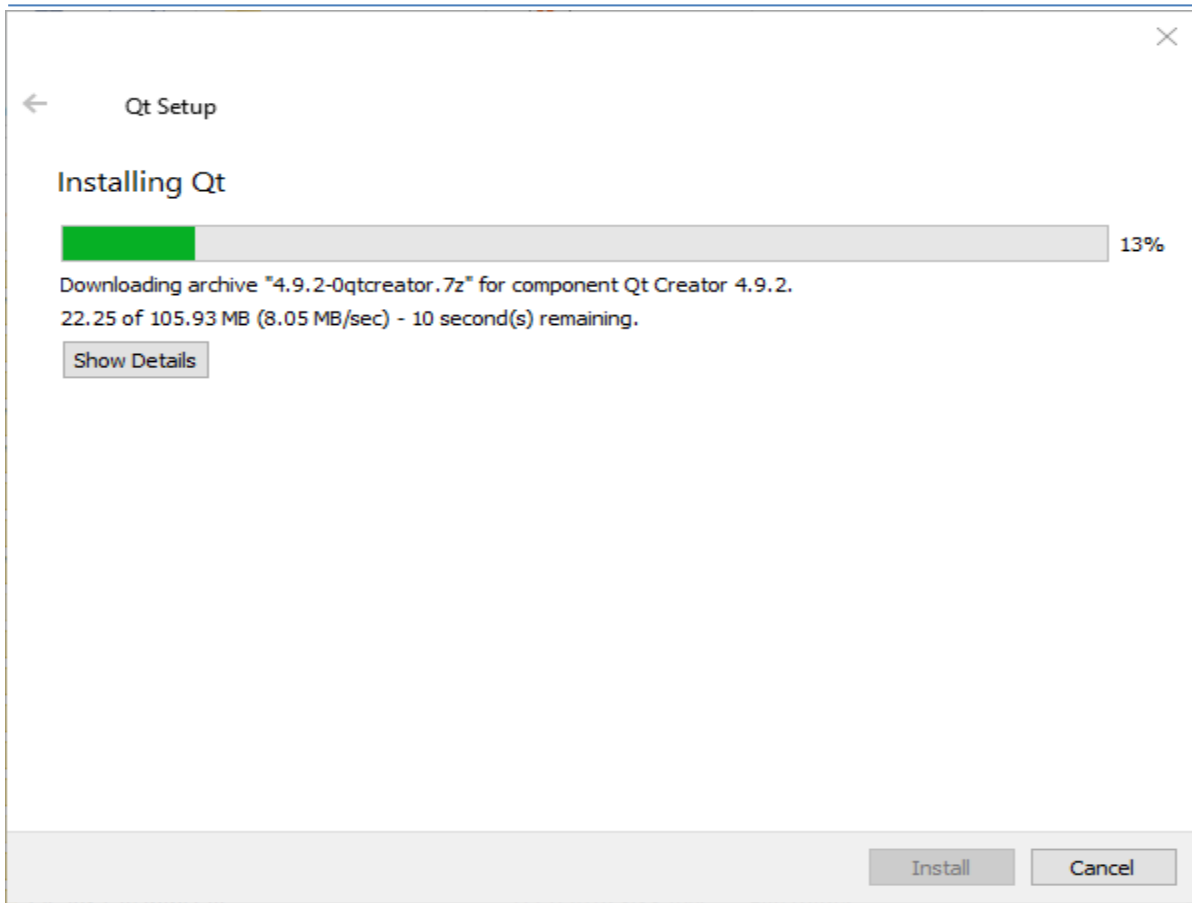 Qt Setup
Installing Qt
13%
Downloading archive "4.9.2-0qtcreator.7z" for component Qt Creator 4.9.2.
22.25 of 105.93 MB (8.05 MB/sec) - 10 second(s) remaining.
Show Details
Install
Cancel